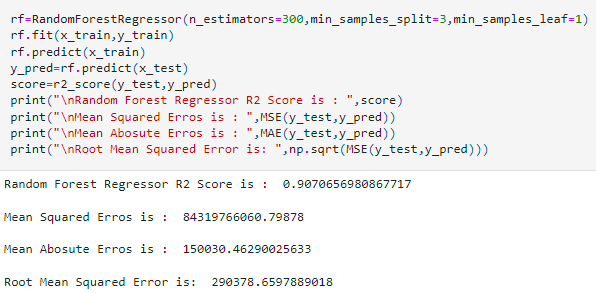 rf=RandomForestRegressor(n_estimators=300,min_samples_split=3,min_samples_leaf=1)
rf.fit(x_train,y_train)
rf.predict(x_train)
y_pred=rf.predict(x_test)
score=r2_score(y_test,y_pred)
print("\nRandom Forest Regressor R2 Score is : ",score)
print("\nMean Squared Erros is : ",MSE(y_test,y_pred))
print("\nMean Abosute Erros is : ",MAE(y_test,y_pred))
print("\nRoot Mean Squared Error is: ",np.sqrt(MSE(y_test,y_pred)))
Random Forest Regressor R2 Score is :  0.9070656980867717
Mean Squared Erros is :  84319766060.79878
Mean Abosute Erros is :  150030.46290025633
Root Mean Squared Error is:  290378.6597889018